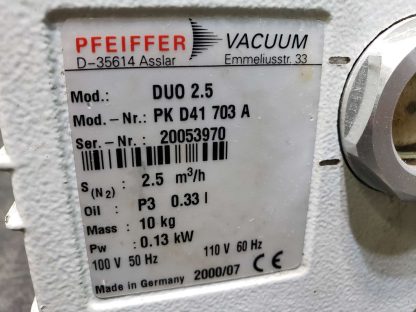 PFEIFFER VACUUM
D-35614 Asslar Emmeliusstr. 33
Mod.: DUO 2.5
Mod.-Nr.: PK D41 703 A
Ser.-Nr.: 20053970
S(N2) : 2.5 m³/h
Oil : P3 0.33 l
Mass : 10 kg
Pw : 0.13 kW
100 V 50 Hz 110 V 60 Hz
Made in Germany 2000/07 CE